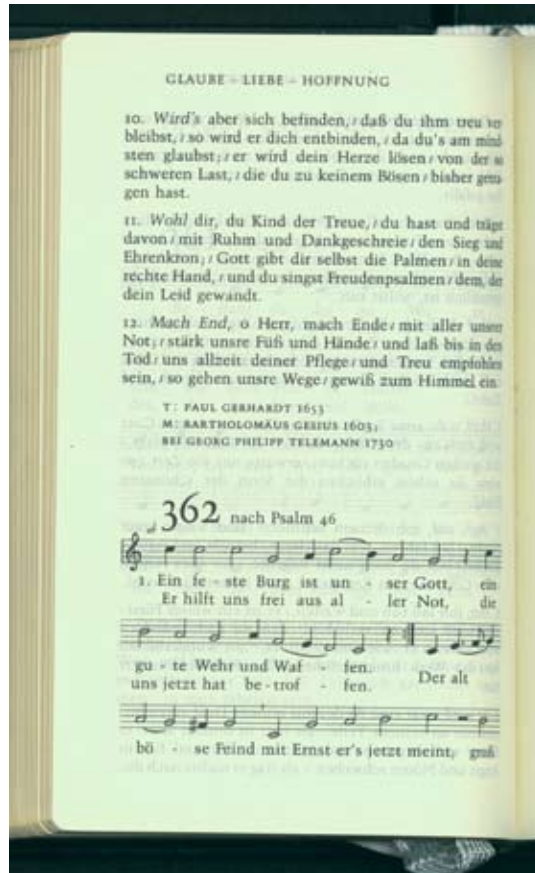 GLAUBE – LIEBE – HOFFNUNG
10. Wird's aber sich befinden, / daß du ihm treu
bleibst, / so wird er dich entbinden, / da du's am mind
sten glaubst; / er wird dein Herze lösen / von der so
schweren Last, / die du zu keinem Bösen / bisher getra
gen hast.
11. Wohl dir, du Kind der Treue, / du hast und trägst
davon / mit Ruhm und Dankgeschreie / den Sieg und
Ehrenkron; / Gott gibt dir selbst die Palmen / in deine
rechte Hand, / und du singst Freudenpsalmen / dem, der
dein Leid gewandt.
12. Mach End, o Herr, mach Ende / mit aller unsrer
Not; / stärk unsre Füß und Hände / und laß bis in den
Tod / uns allzeit deiner Pflege / und Treu empfohlen
sein, / so gehen unsre Wege / gewiß zum Himmel ein.
T: PAUL GERHARDT 1653
M: BARTHOLOMÄUS GESIUS 1603;
BEI GEORG PHILIPP TELEMANN 1730
362 nach Psalm 46
1. Ein fe - ste Burg ist un - ser Gott, ein
Er hilft uns frei aus al - ler Not, die
gu - te Wehr und Waf - fen.
uns jetzt hat be - trof - fen.
Der alt
bö - se Feind mit Ernst er's jetzt meint, groß